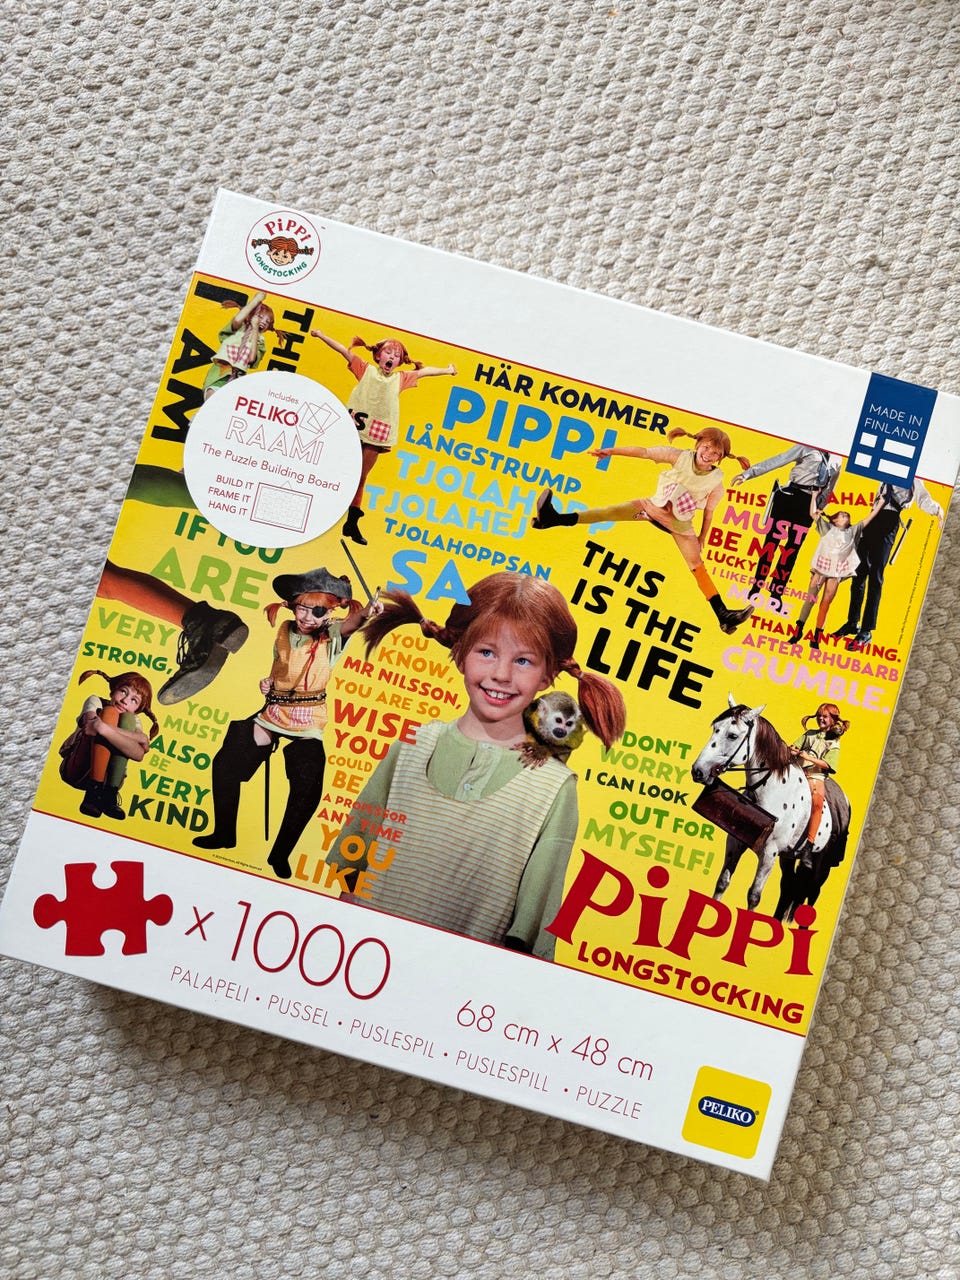 PiPPi
LONGSTOCKING
I AM
THE
includes
PELIKO
RAAMI
The Puzzle Building Board
BUILD IT
FRAME IT
HANG IT
HÄR KOMMER
PIPPI
LÅNGSTRUMP
TJOLAHOPP
TJOLAHEJ
TJOLAHOPPSAN
SA
MADE IN
FINLAND
THIS
AHA!
MUST
BE MY
LUCKY DAY.
I LIKE POLICEMEN
MORE
THAN ANYTHING.
AFTER RHUBARB
CRUMBLE.
THIS
IS THE
LIFE
IF YOU
ARE
VERY
STRONG,
YOU
MUST
ALSO
BE
VERY
KIND
YOU
KNOW,
MR NILSSON,
YOU ARE SO
WISE
YOU
COULD
BE
A PROFESSOR
ANY TIME
YOU
LIKE
DON'T
WORRY
I CAN LOOK
OUT FOR
MYSELF!
PiPPi
LONGSTOCKING
x 1000
68 cm x 48 cm
PALAPELI • PUSSEL • PUSLESPIL • PUSLESPILL • PUZZLE
PELIKO®